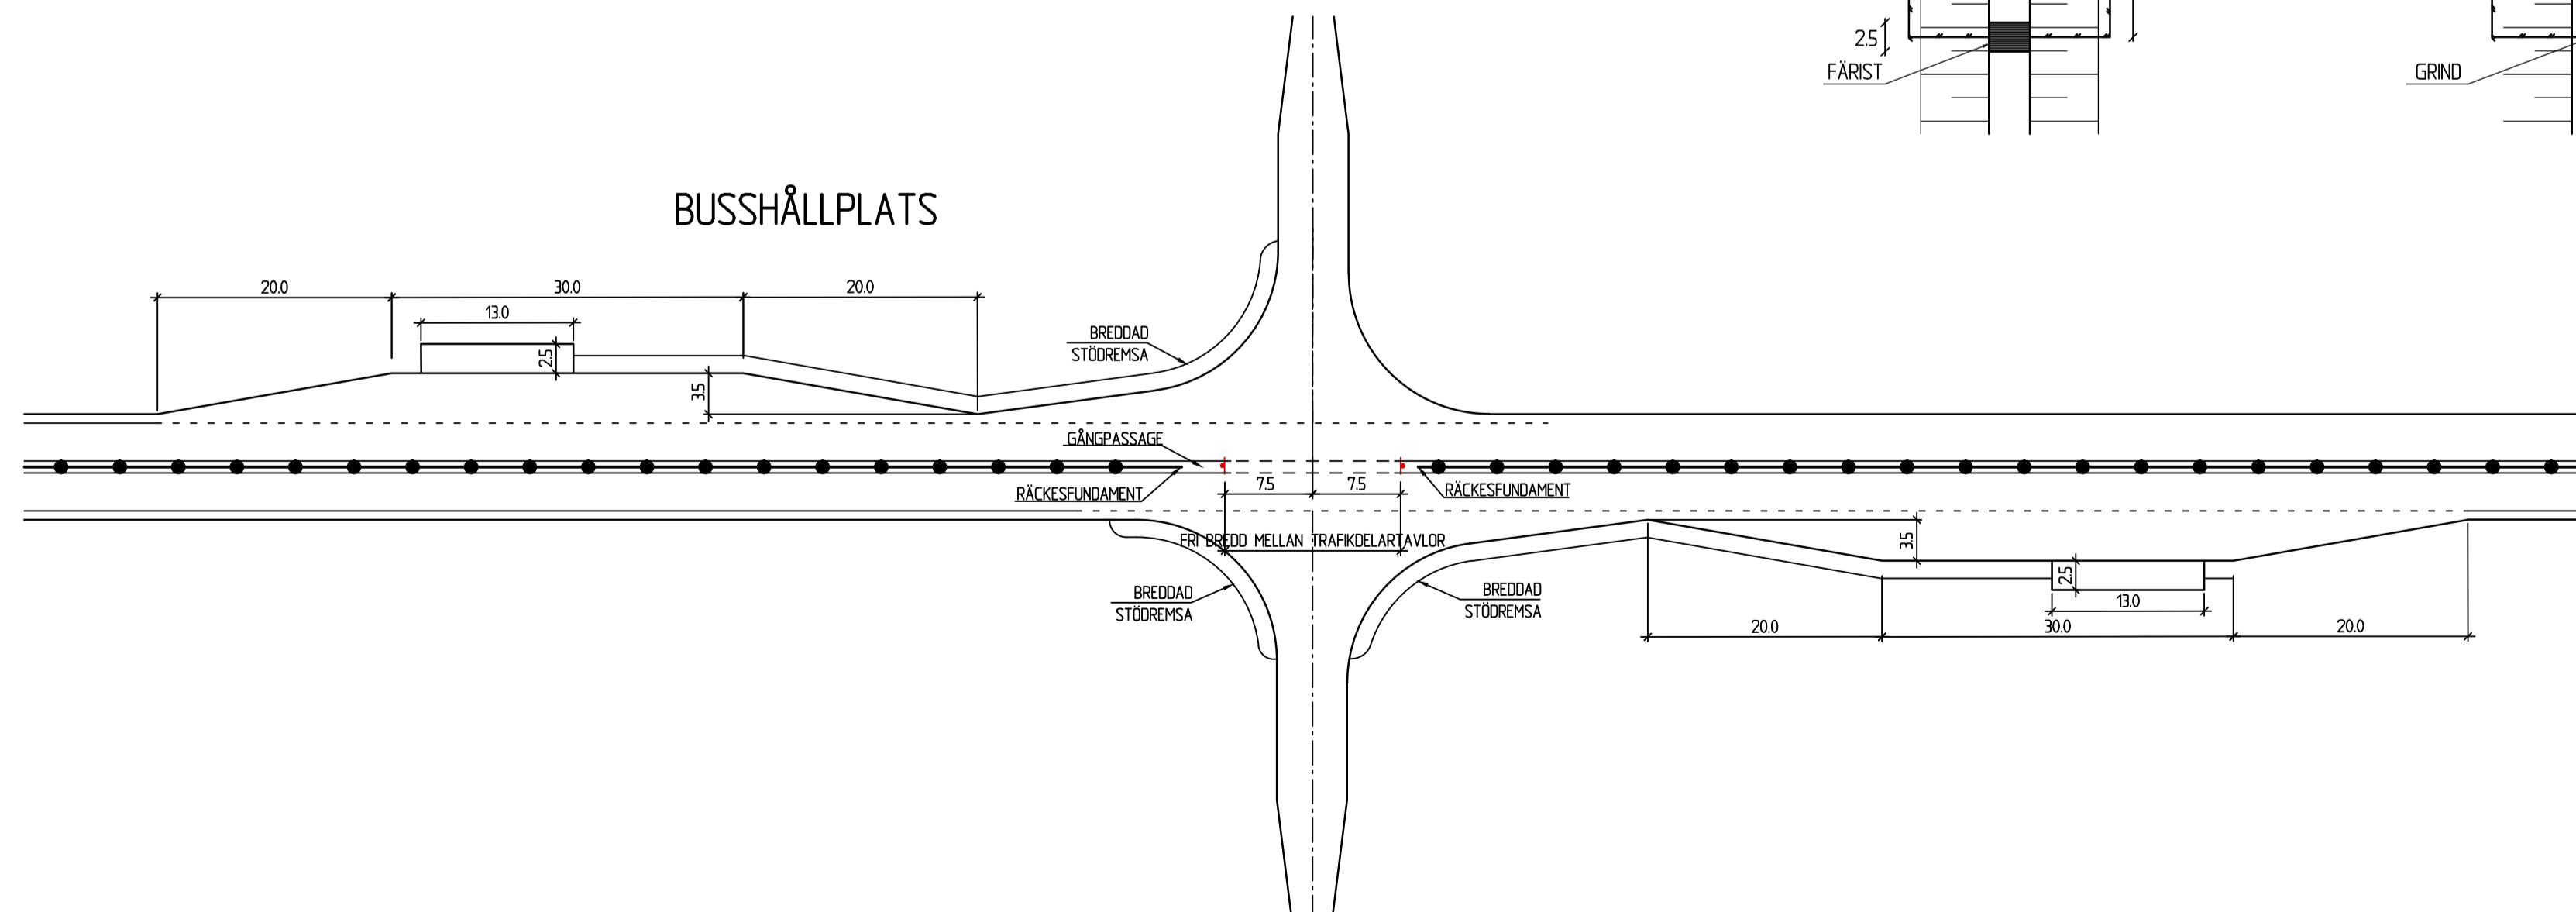 2.5
FÄRIST
GRIND
BUSSHÅLLPLATS
20.0
30.0
20.0
13.0
2.5
3.5
BREDDAD
STÖDREMSA
GÅNGPASSAGE
RÄCKESFUNDAMENT
7.5
7.5
RÄCKESFUNDAMENT
FRI BREDD MELLAN TRAFIKDELARTAVLOR
3.5
BREDDAD
STÖDREMSA
BREDDAD
STÖDREMSA
2.5
13.0
20.0
30.0
20.0